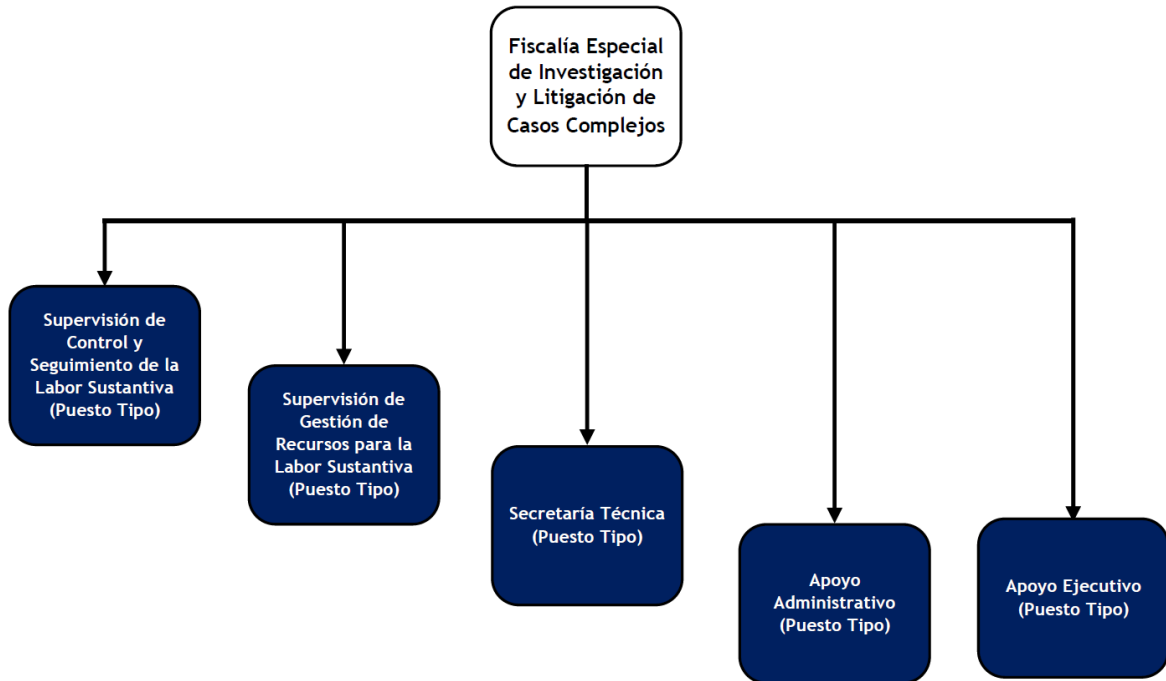 Fiscalía Especial
de Investigación
y Litigación de
Casos Complejos
Supervisión de
Control y
Seguimiento de la
Labor Sustantiva
(Puesto Tipo)
Supervisión de
Gestión de
Recursos para la
Labor Sustantiva
(Puesto Tipo)
Secretaría Técnica
(Puesto Tipo)
Apoyo
Administrativo
(Puesto Tipo)
Apoyo Ejecutivo
(Puesto Tipo)